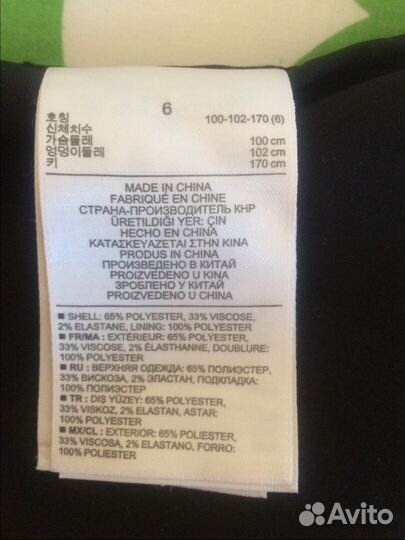 6
호칭 100-102-170 (6)
신체치수
가슴둘레 100 cm
엉덩이둘레 102 cm
키 170 cm
MADE IN CHINA
FABRIQUÉ EN CHINE
СТРАНА-ПРОИЗВОДИТЕЛЬ КНР
ÜRETILDIĞI YER: ÇIN
HECHO EN CHINA
ΚΑΤΑΣΚΕΥΑΖΕΤΑΙ ΣΤΗΝ ΚΙΝΑ
PRODUS IN CHINA
ПРОИЗВЕДЕНО В КИТАЙ
PROIZVEDENO U KINA
ЗРОБЛЕНО У КИТАЙ
PROIZVEDENO U CHINA
■ SHELL: 65% POLYESTER, 33% VISCOSE,
2% ELASTANE, LINING: 100% POLYESTER
■ FR/MA: EXTÉRIEUR: 65% POLYESTER,
33% VISCOSE, 2% ÉLASTHANNE, DOUBLURE:
100% POLYESTER
■ RU : ВЕРХНЯЯ ОДЕЖДА: 65% ПОЛИЭСТЕР,
33% ВИСКОЗА, 2% ЭЛАСТАН, ПОДКЛАДКА:
100% ПОЛИЭСТЕР
■ TR : DIŞ YÜZEY: 65% POLYESTER,
33% VISKOZ, 2% ELASTAN, ASTAR:
100% POLYESTER
■ MX/CL : EXTERIOR: 65% POLIESTER,
33% VISCOSA, 2% ELASTANO, FORRO:
100% POLIESTER
Avito